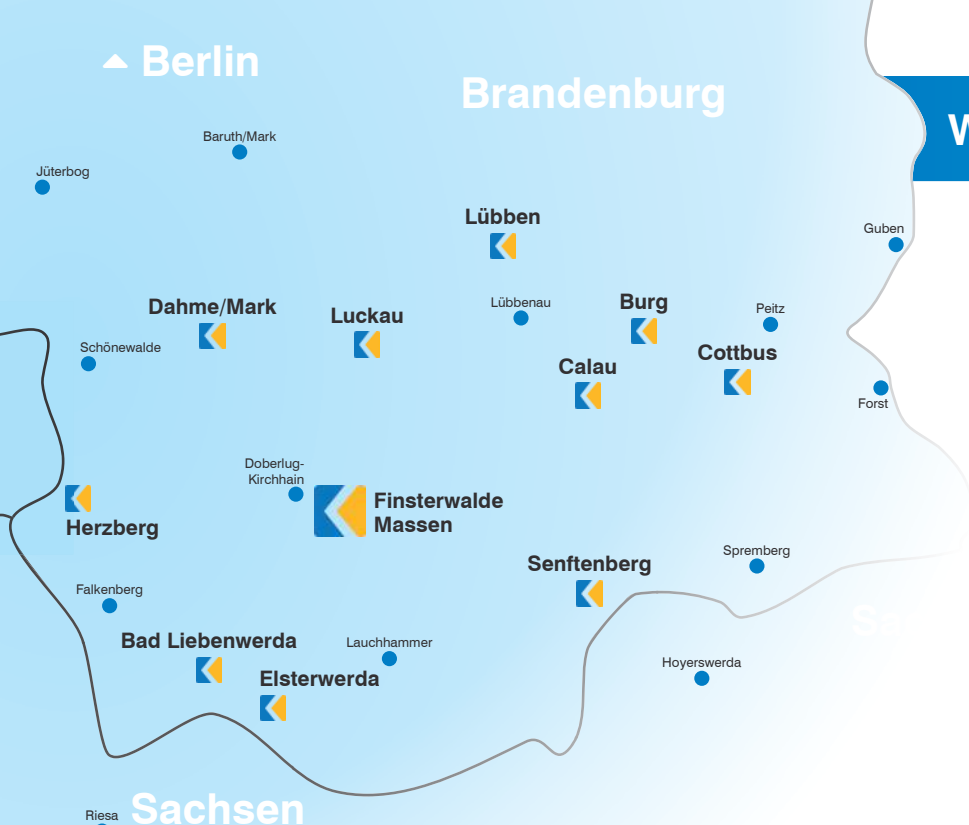 Berlin
Brandenburg
W
Baruth/Mark
Jüterbog
Lübben
Guben
Dahme/Mark
Luckau
Lübbenau
Burg
Peitz
Schönewalde
Calau
Cottbus
Forst
Doberlug-
Kirchhain
Finsterwalde
Massen
Herzberg
Senftenberg
Spremberg
Falkenberg
Bad Liebenwerda
Lauchhammer
Elsterwerda
Hoyerswerda
Sachsen
Riesa